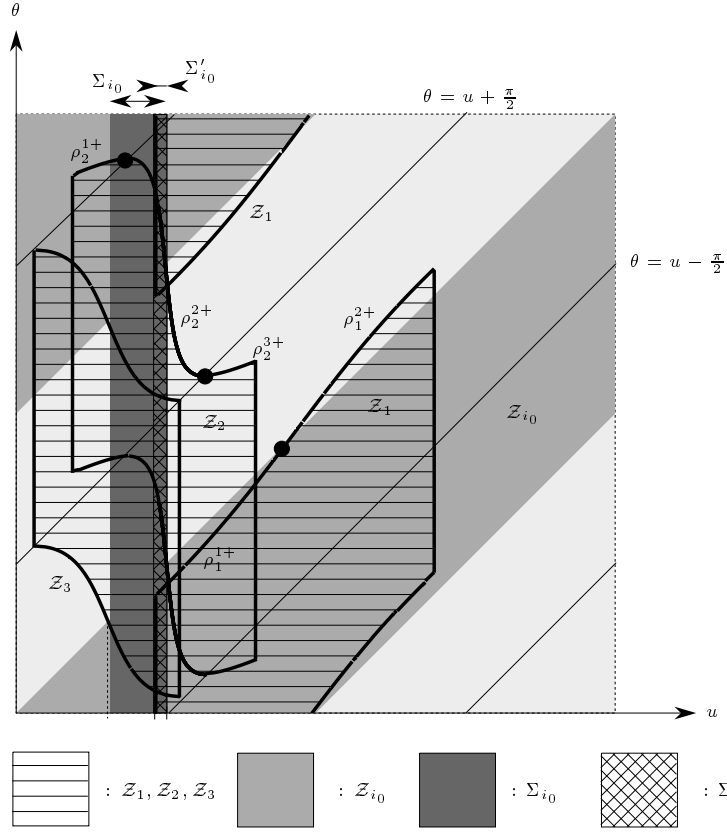 θ
Σ′_{i_0}
Σ_{i_0}
θ = u + π/2
ρ_2^{1+}
Z_1
θ = u − π/2
ρ_2^{2+}
ρ_1^{2+}
ρ_2^{3+}
Z_1
Z_{i_0}
Z_2
ρ_1^{1+}
Z_3
u
: Z_1, Z_2, Z_3 : Z_{i_0} : Σ_{i_0} : Σ